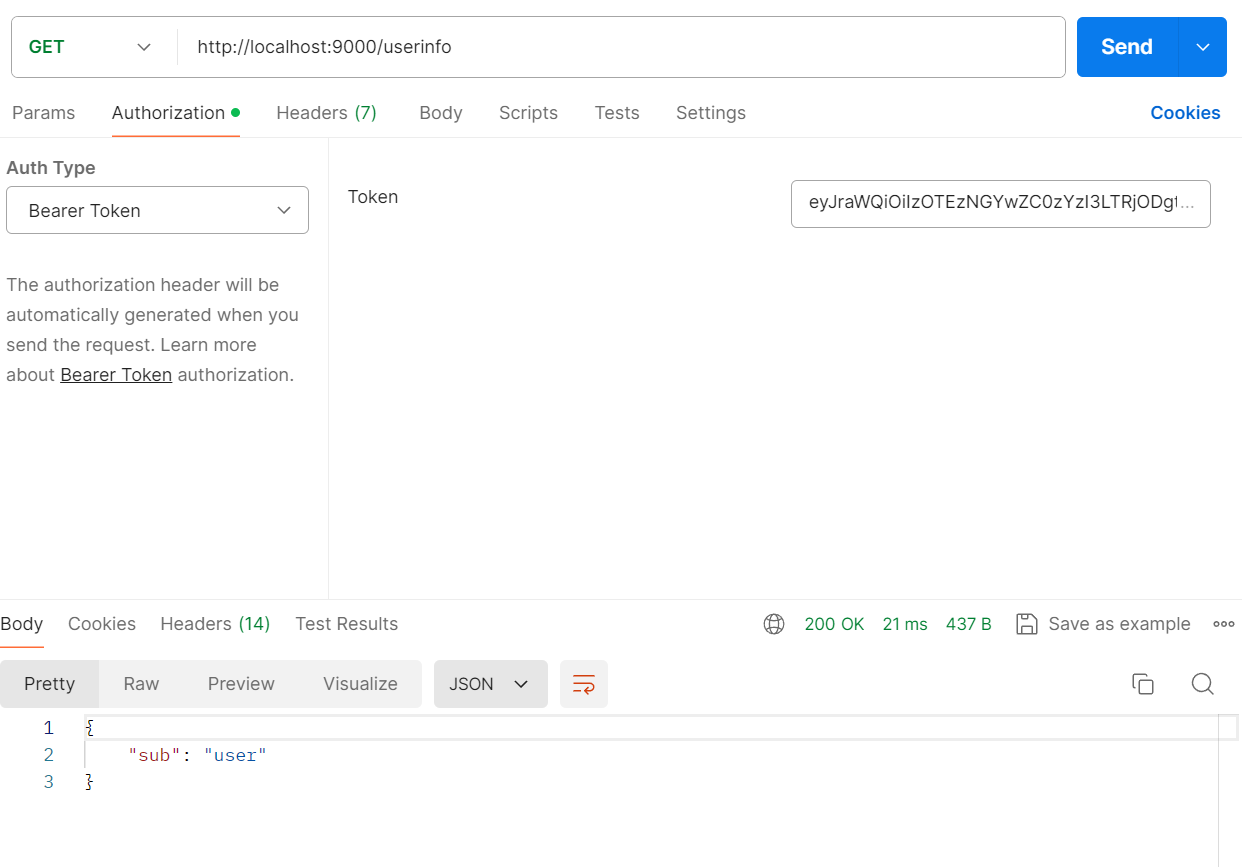 GET http://localhost:9000/userinfo Send
Params Authorization Headers (7) Body Scripts Tests Settings Cookies
Auth Type
Bearer Token
Token
The authorization header will be
automatically generated when you
send the request. Learn more
about Bearer Token authorization.
Body Cookies Headers (14) Test Results 200 OK 21 ms 437 B Save as example
Pretty Raw Preview Visualize JSON
1 {
2 "sub": "user"
3 }